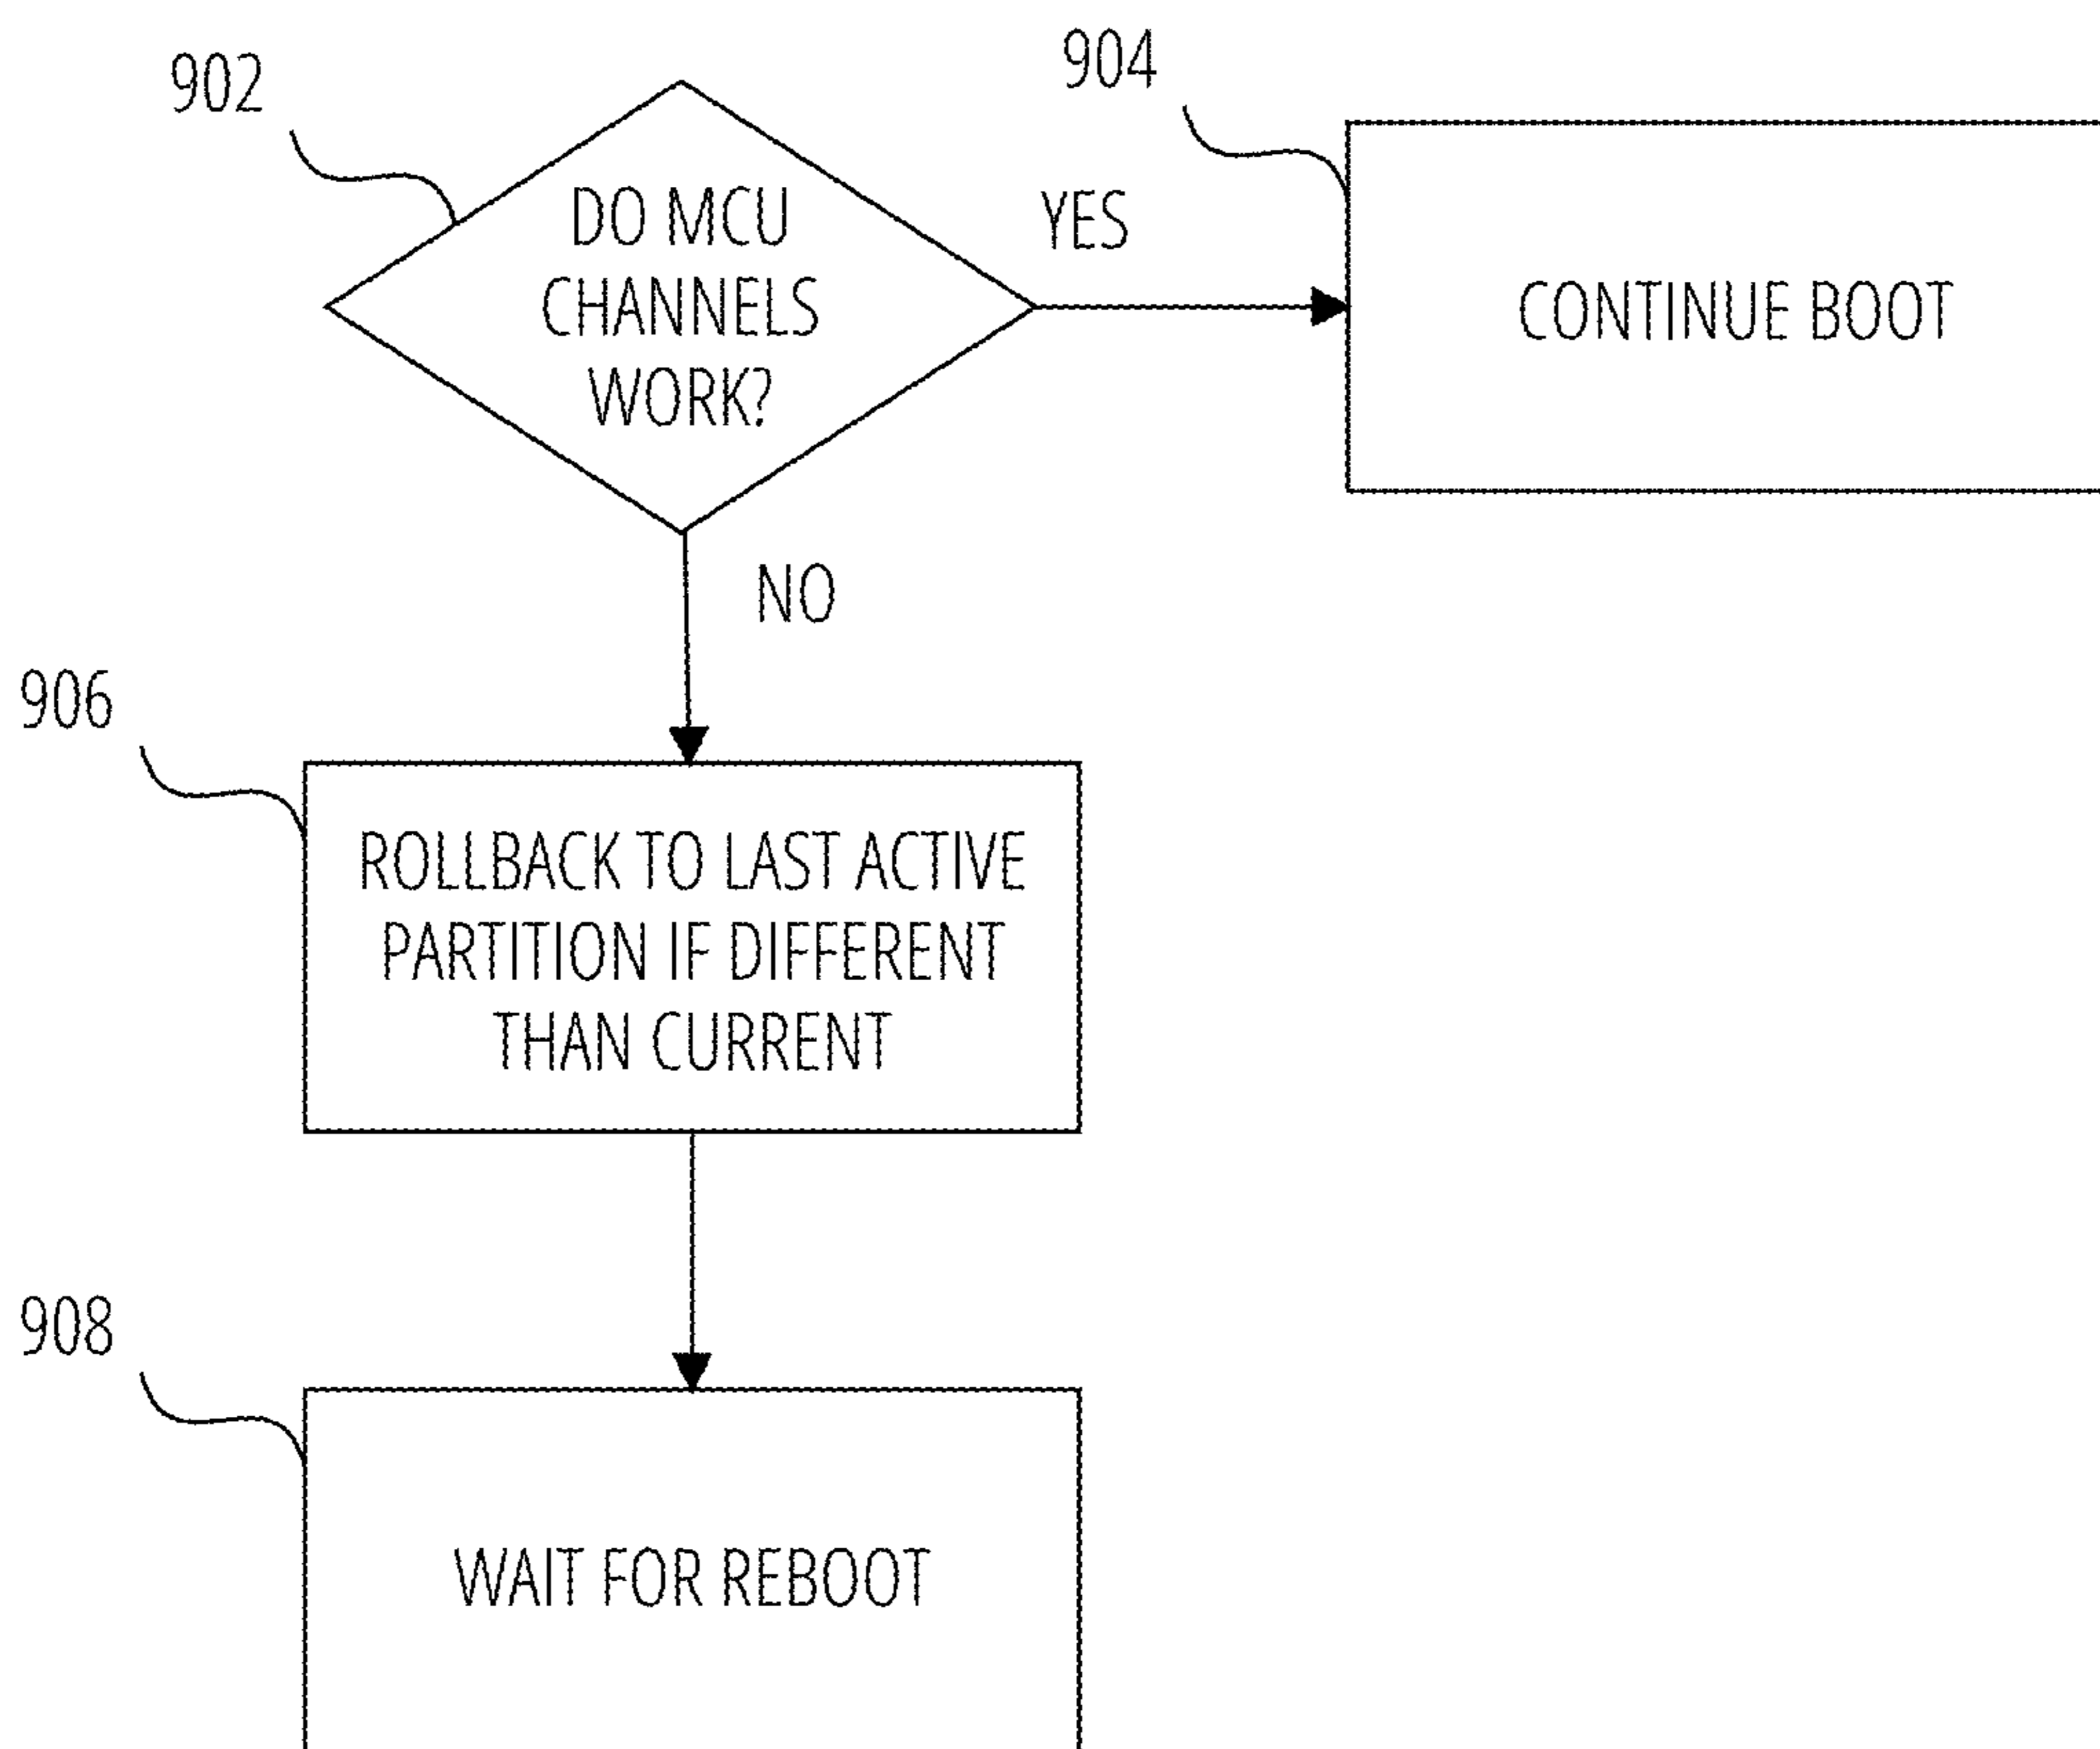 902
DO MCU
CHANNELS
WORK?
YES
904
CONTINUE BOOT
NO
906
ROLLBACK TO LAST ACTIVE
PARTITION IF DIFFERENT
THAN CURRENT
908
WAIT FOR REBOOT